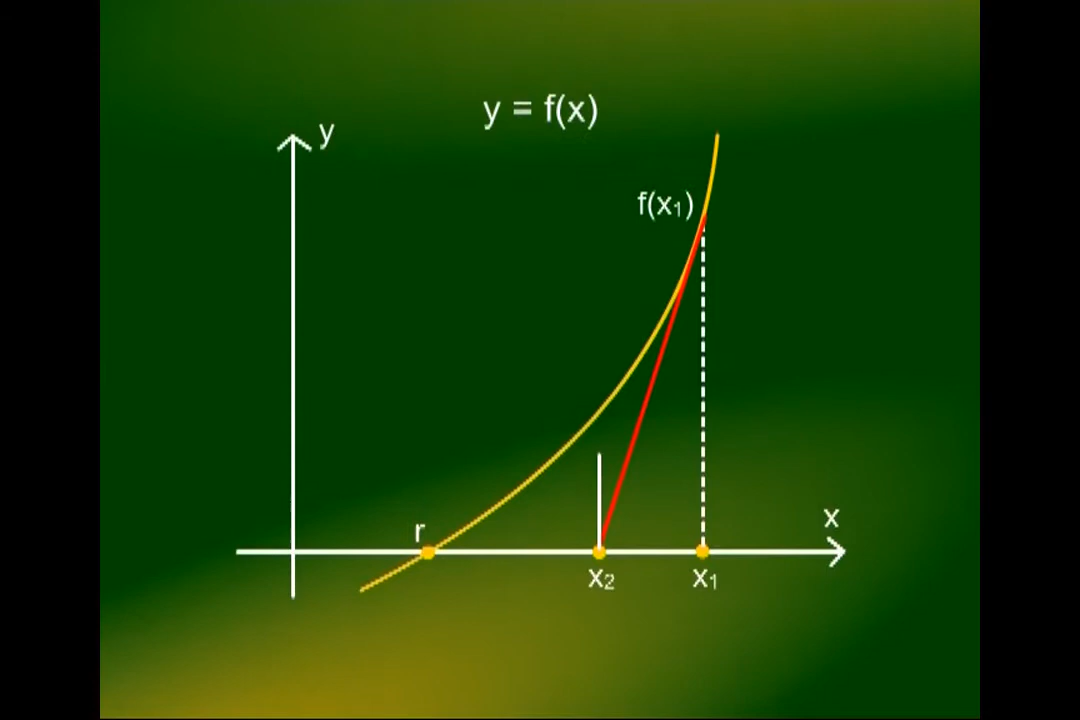 y = f(x)
y
f(x₁)
r
x
x₂
x₁